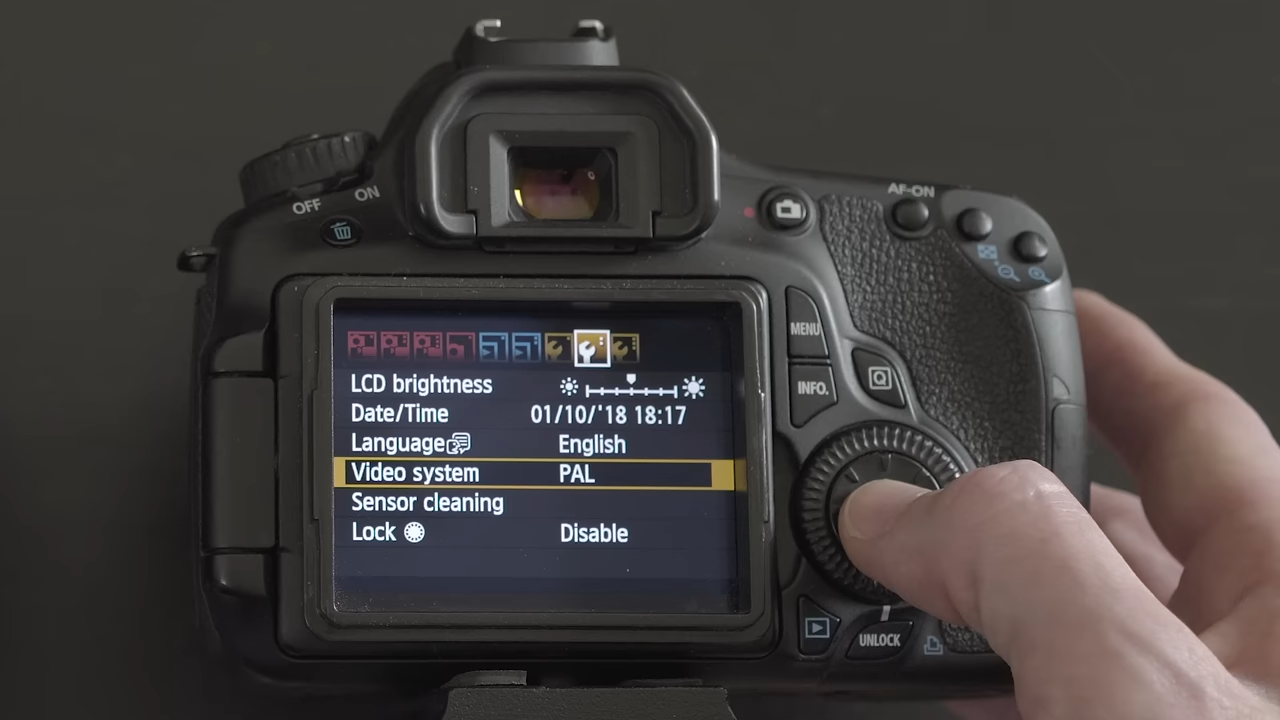 AF-ON
OFF ON
MENU
INFO.
Q
LCD brightness
Date/Time 01/10/'18 18:17
Language English
Video system PAL
Sensor cleaning
Lock Disable
UNLOCK